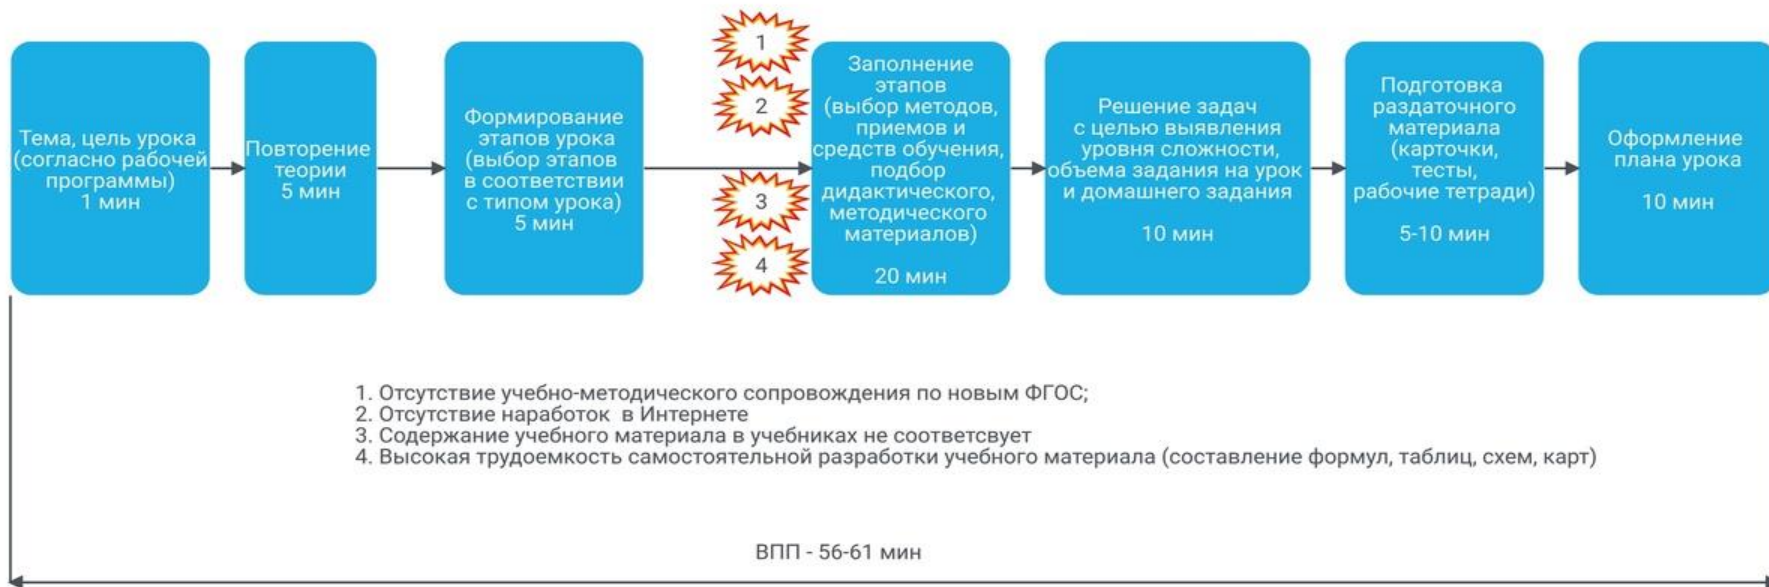 Тема, цель урока
(согласно рабочей
программы)
1 мин
Повторение
теории
5 мин
Формирование
этапов урока
(выбор этапов
в соответствии
с типом урока)
5 мин
1
2
3
4
Заполнение
этапов
(выбор методов,
приемов и
средств обучения,
подбор
дидактического,
методического
материалов)
20 мин
Решение задач
с целью выявления
уровня сложности,
объема задания на урок
и домашнего задания
10 мин
Подготовка
раздаточного
материала
(карточки,
тесты,
рабочие тетради)
5-10 мин
Оформление
плана урока
10 мин
1. Отсутствие учебно-методического сопровождения по новым ФГОС;
2. Отсутствие наработок в Интернете
3. Содержание учебного материала в учебниках не соответсвует
4. Высокая трудоемкость самостоятельной разработки учебного материала (составление формул, таблиц, схем, карт)
ВПП - 56-61 мин